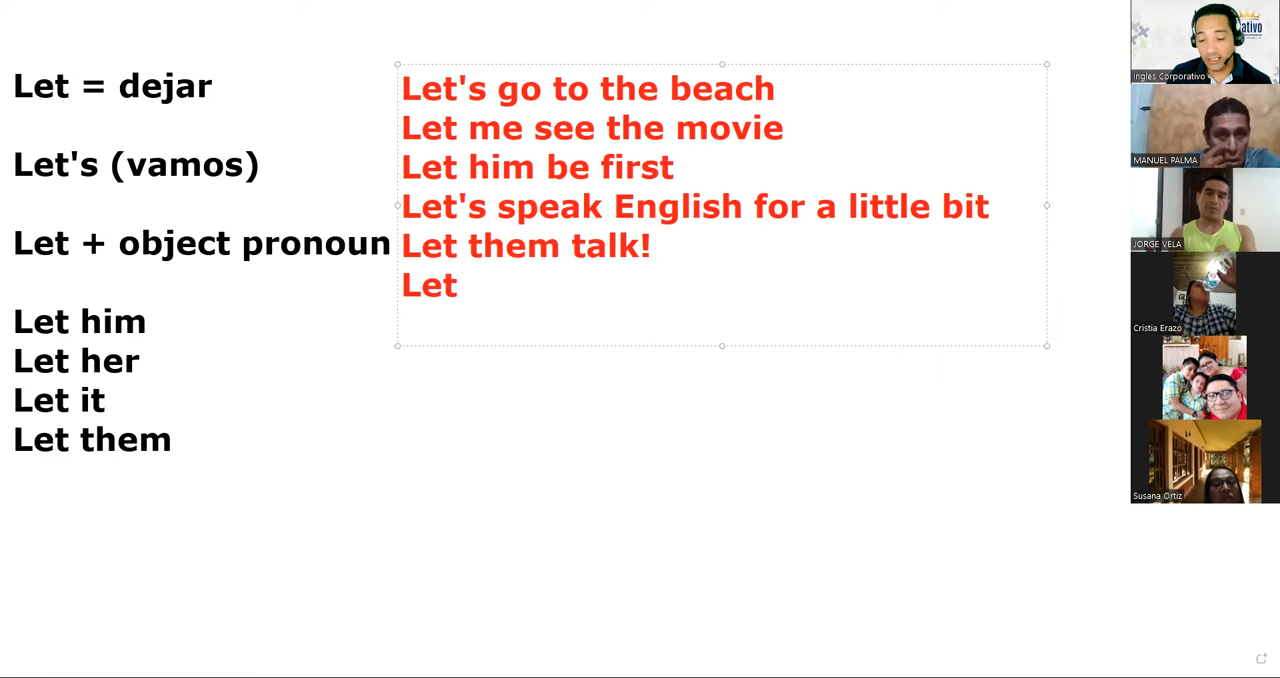 Let = dejar
Let's (vamos)
Let + object pronoun
Let him
Let her
Let it
Let them
Let's go to the beach
Let me see the movie
Let him be first
Let's speak English for a little bit
Let them talk!
Let
ativo
Ingles Corporativo
MANUEL PALMA
JORGE VELA
Cristia Erazo
Susana Ortiz